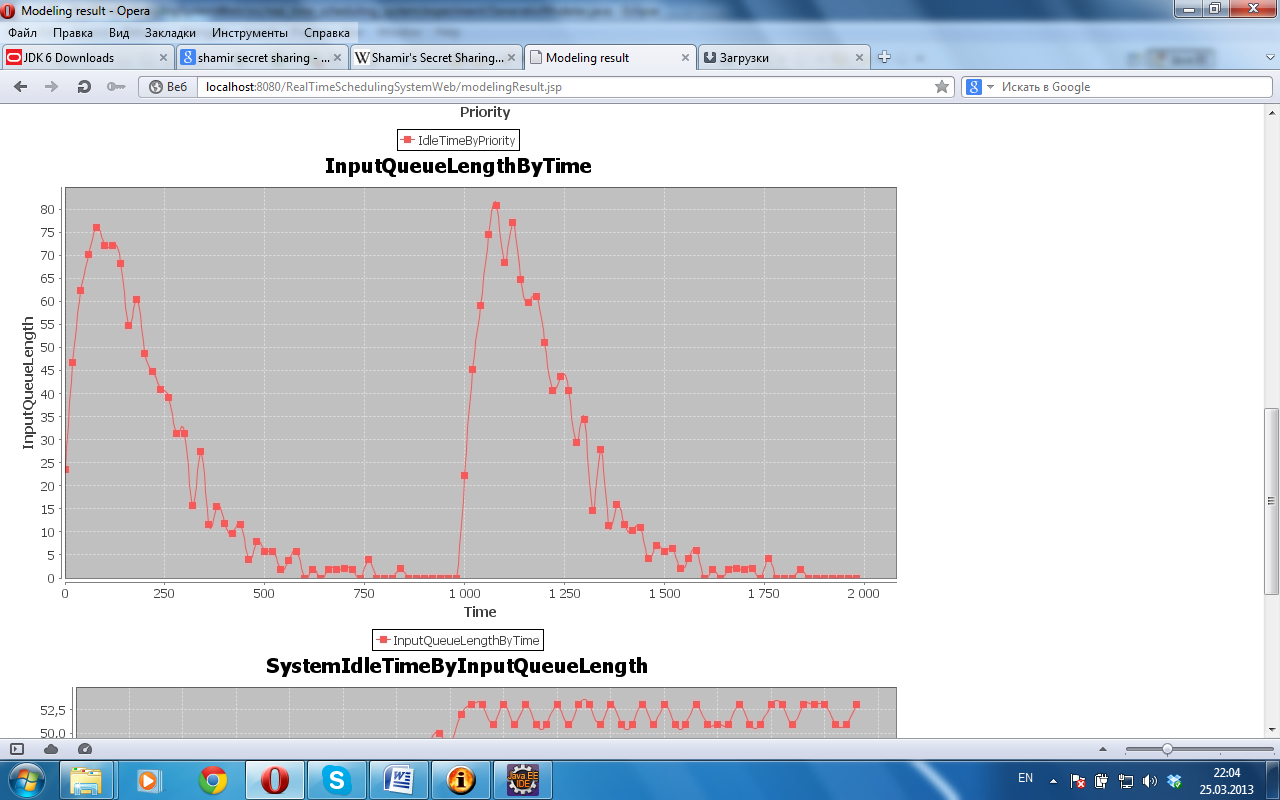 Modeling result - Opera
Файл Правка Вид Закладки Инструменты Справка
JDK 6 Downloads
shamir secret sharing - ...
Shamir's Secret Sharing...
Modeling result
Загрузки
Веб
localhost:8080/RealTimeSchedulingSystemWeb/modelingResult.jsp
Искать в Google
Priority
IdleTimeByPriority
InputQueueLengthByTime
80
75
70
65
60
55
50
45
40
35
30
25
20
15
10
5
0
InputQueueLength
0 250 500 750 1 000 1 250 1 500 1 750 2 000
Time
InputQueueLengthByTime
SystemIdleTimeByInputQueueLength
52,5
50,0
Java EE
IDE
EN
22:04
25.03.2013